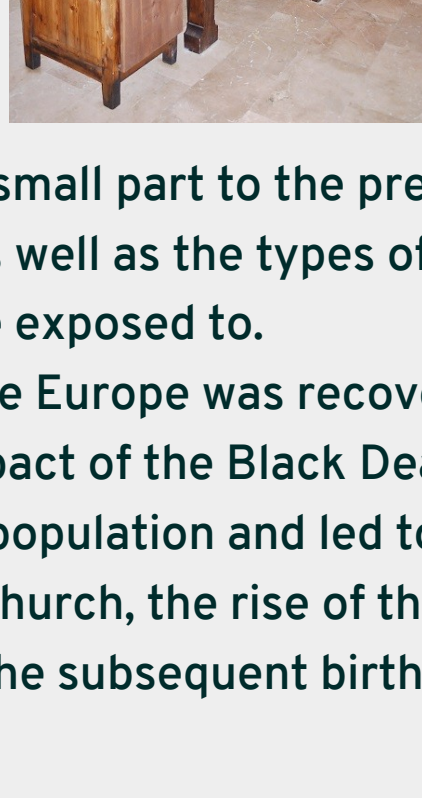 small part to the pre
s well as the types of
e exposed to.
e Europe was recove
pact of the Black Dea
population and led to
hurch, the rise of th
he subsequent birth